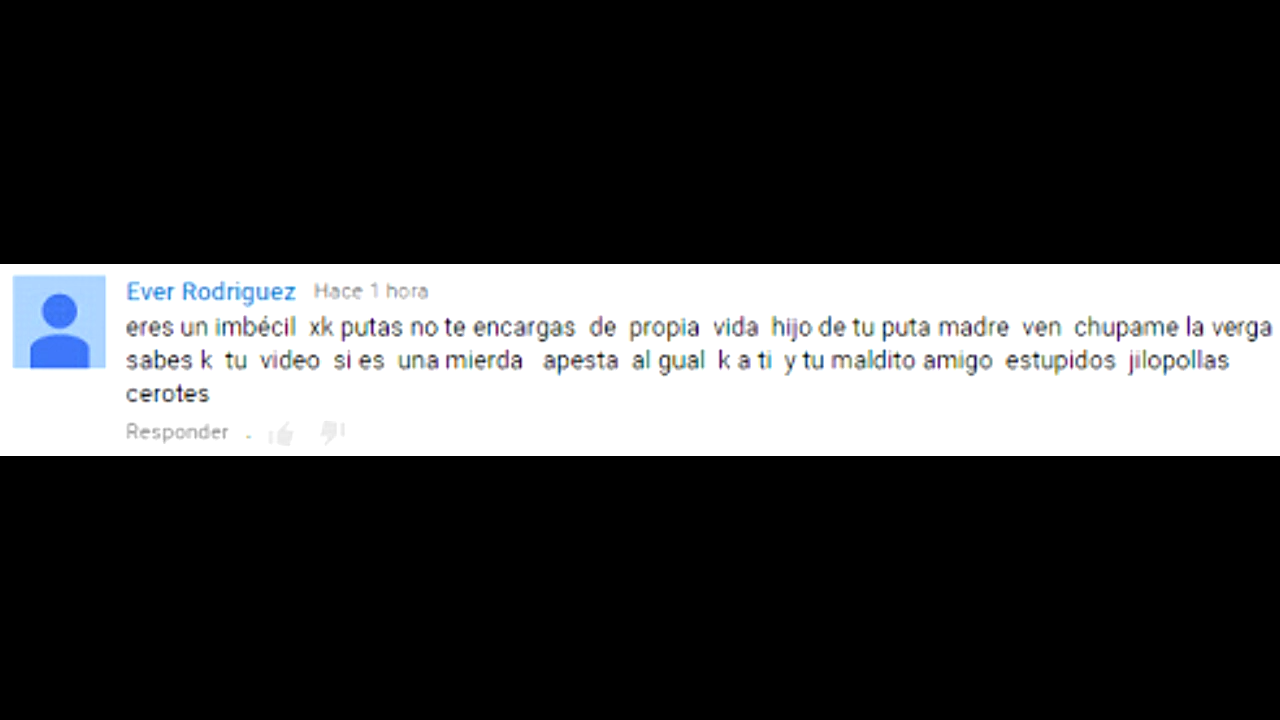 Ever Rodriguez Hace 1 hora
eres un imbécil xk putas no te encargas de propia vida hijo de tu puta madre ven chupame la verga
sabes k tu video si es una mierda apesta al gual k a ti y tu maldito amigo estupidos jilopollas
cerotes
Responder .